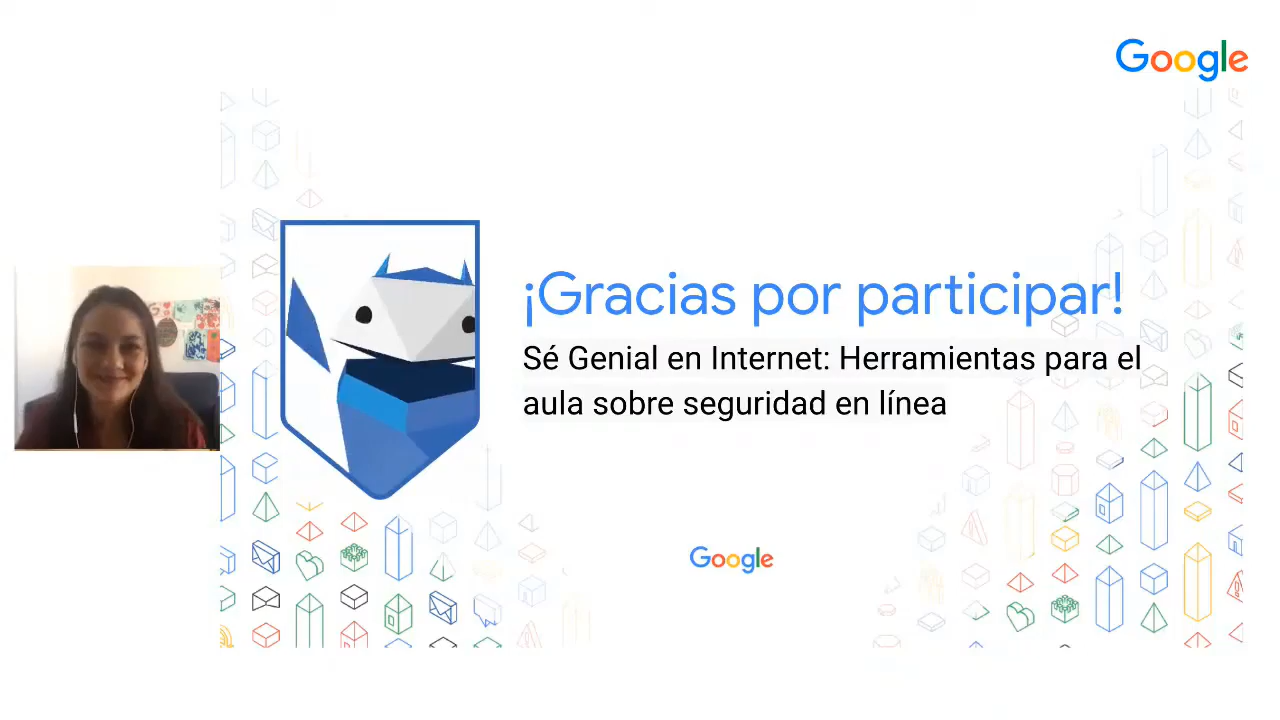 Google
¡Gracias por participar!
Sé Genial en Internet: Herramientas para el
aula sobre seguridad en línea
Google